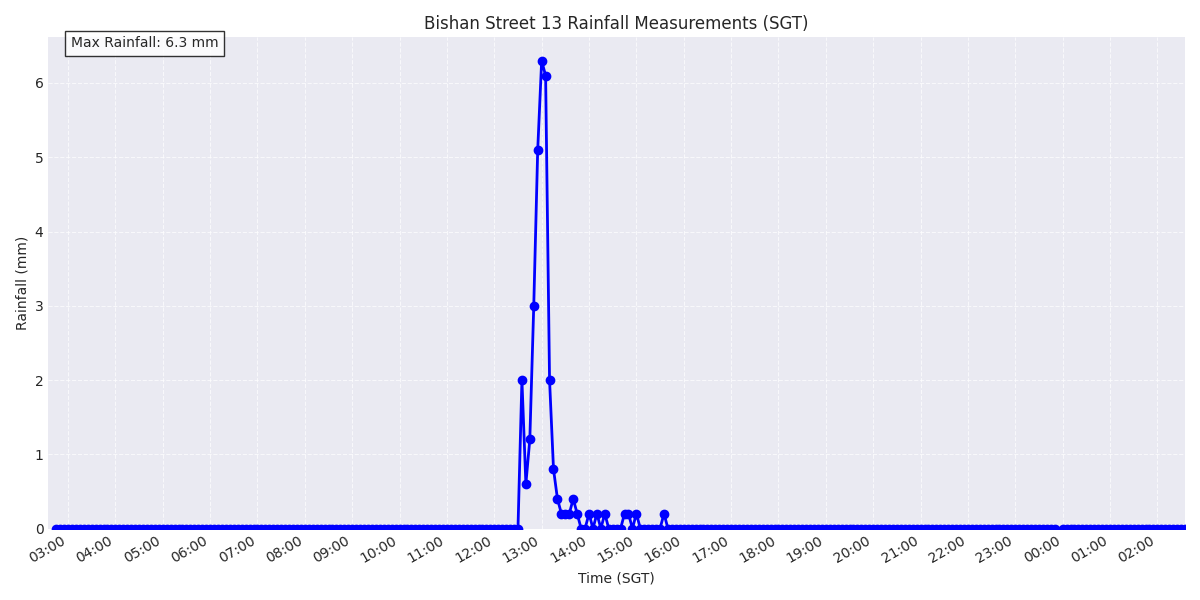 Bishan Street 13 Rainfall Measurements (SGT)
Max Rainfall: 6.3 mm
6
5
4
3
2
1
0
Rainfall (mm)
03:00 04:00 05:00 06:00 07:00 08:00 09:00 10:00 11:00 12:00 13:00 14:00 15:00 16:00 17:00 18:00 19:00 20:00 21:00 22:00 23:00 00:00 01:00 02:00
Time (SGT)